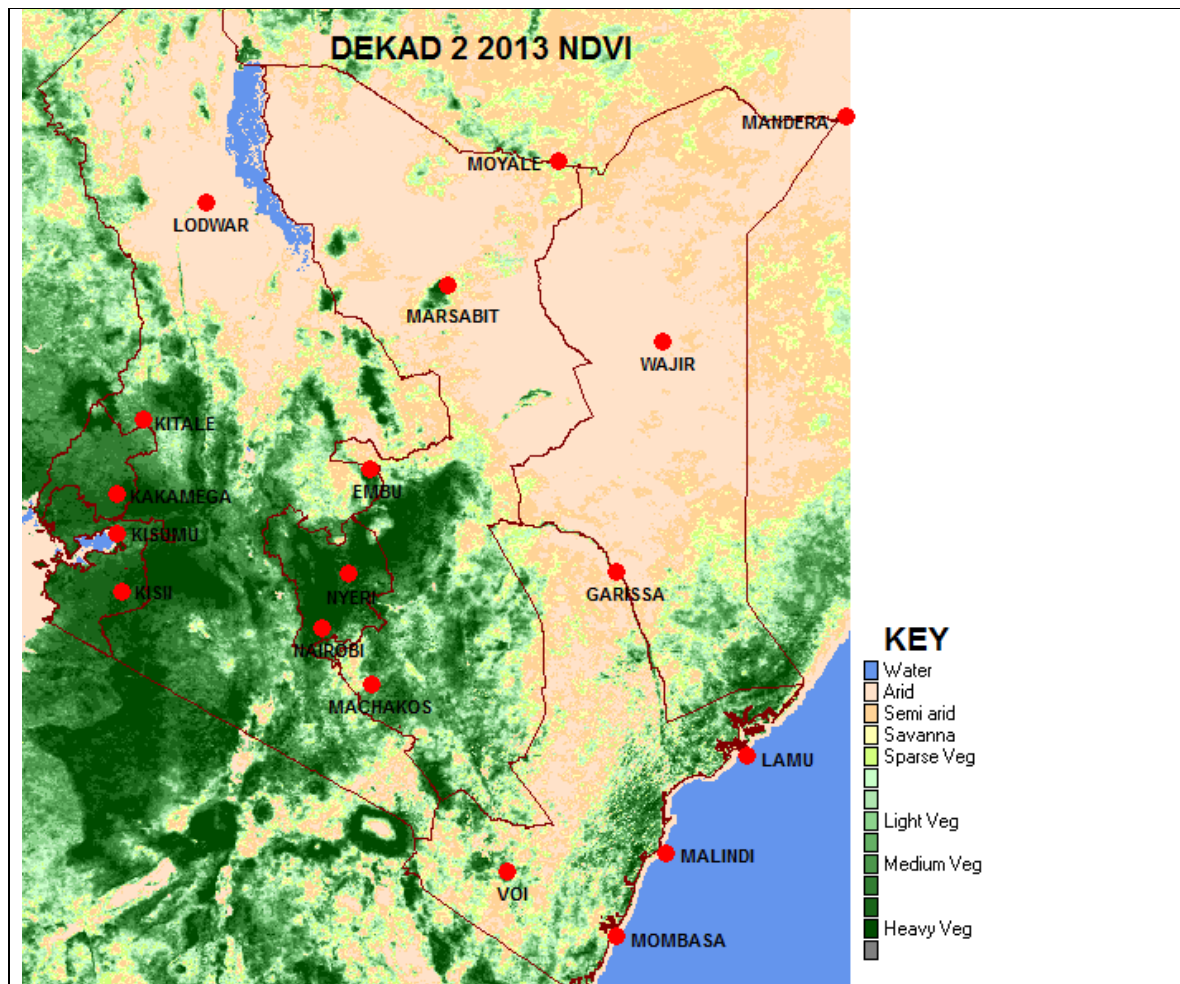 DEKAD 2 2013 NDVI
MANDERA
MOYALE
LODWAR
MARSABIT
WAJIR
KITALE
EMBU
KAKAMEGA
KISUMU
KISII
NYERI
GARISSA
NAIROBI
MACHAKOS
LAMU
MALINDI
VOI
MOMBASA
KEY
Water
Arid
Semi arid
Savanna
Sparse Veg
Light Veg
Medium Veg
Heavy Veg